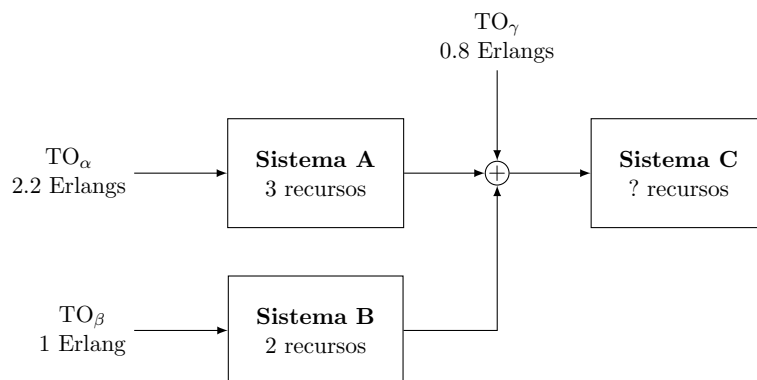 TOγ
0.8 Erlangs
TOα
2.2 Erlangs
Sistema A
3 recursos
+
Sistema C
? recursos
TOβ
1 Erlang
Sistema B
2 recursos